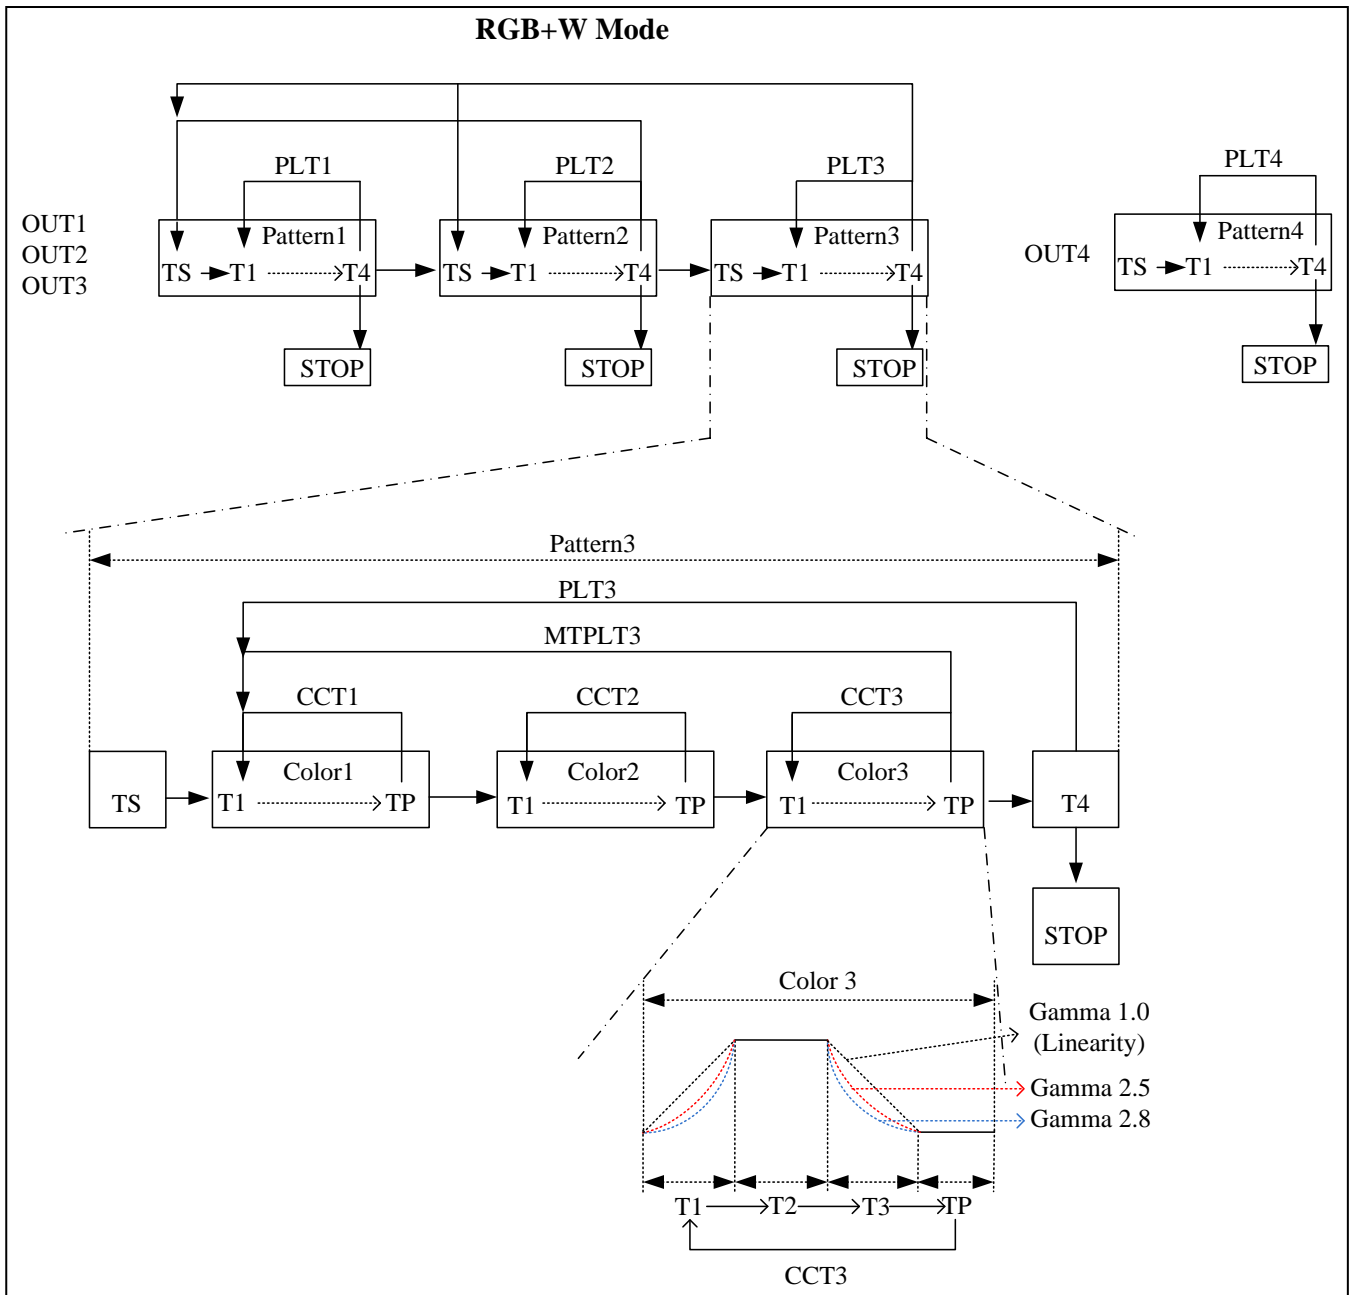 RGB+W Mode
PLT1
PLT2
PLT3
PLT4
OUT1
OUT2
OUT3
Pattern1
TS T1 T4
Pattern2
TS T1 T4
Pattern3
TS T1 T4
OUT4
Pattern4
TS T1 T4
STOP
STOP
STOP
STOP
Pattern3
PLT3
MTPLT3
CCT1
CCT2
CCT3
TS
Color1
T1 TP
Color2
T1 TP
Color3
T1 TP
T4
STOP
Color 3
Gamma 1.0
(Linearity)
Gamma 2.5
Gamma 2.8
T1 T2 T3 TP
CCT3